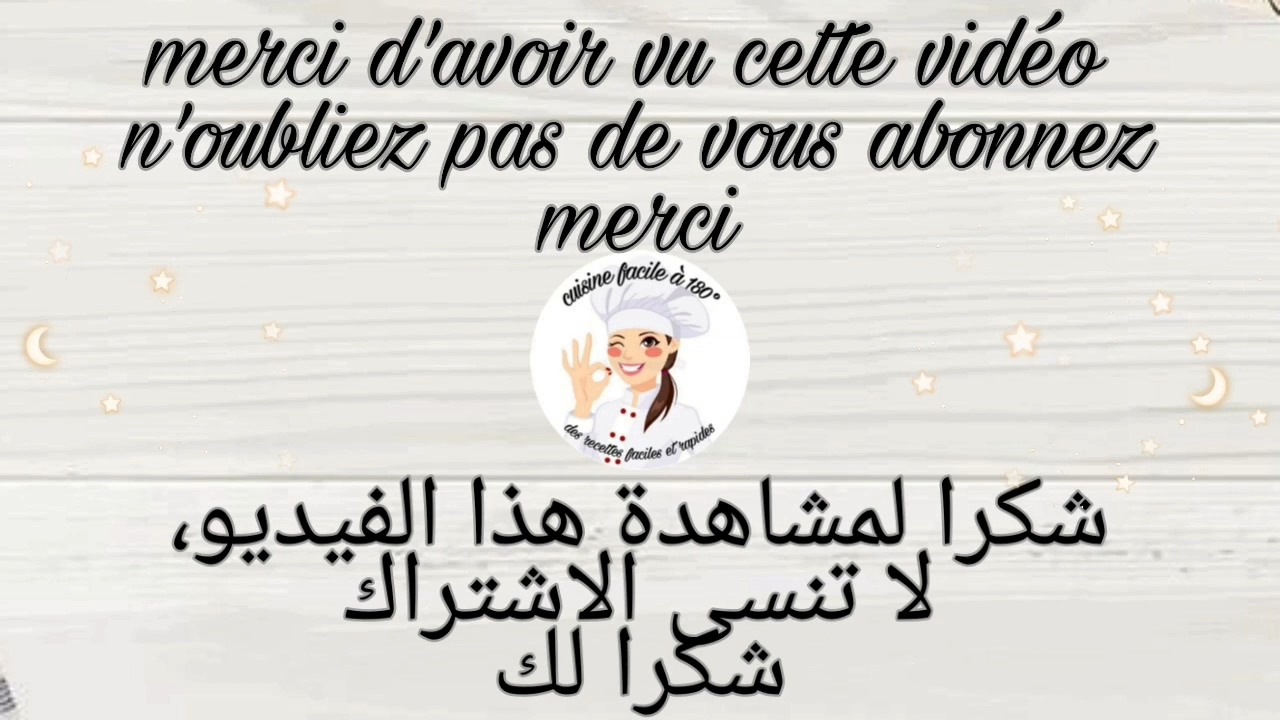 merci d'avoir vu cette vidéo
n'oubliez pas de vous abonnez
merci
cuisine facile à 180°
des recettes faciles et rapides
شكرا لمشاهدة هذا الفيديو،
لا تنسى الاشتراك
شكرا لك